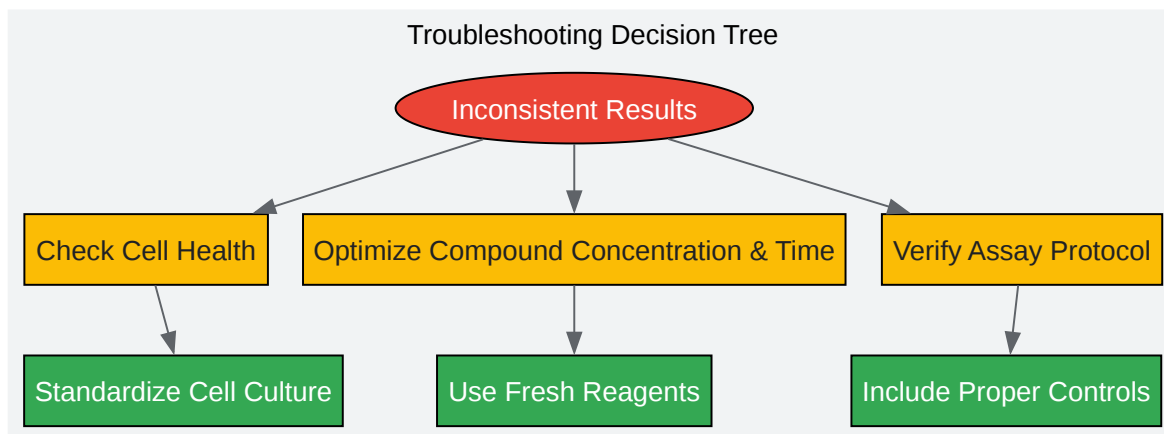 Troubleshooting Decision Tree
Inconsistent Results
Check Cell Health
Optimize Compound Concentration & Time
Verify Assay Protocol
Standardize Cell Culture
Use Fresh Reagents
Include Proper Controls